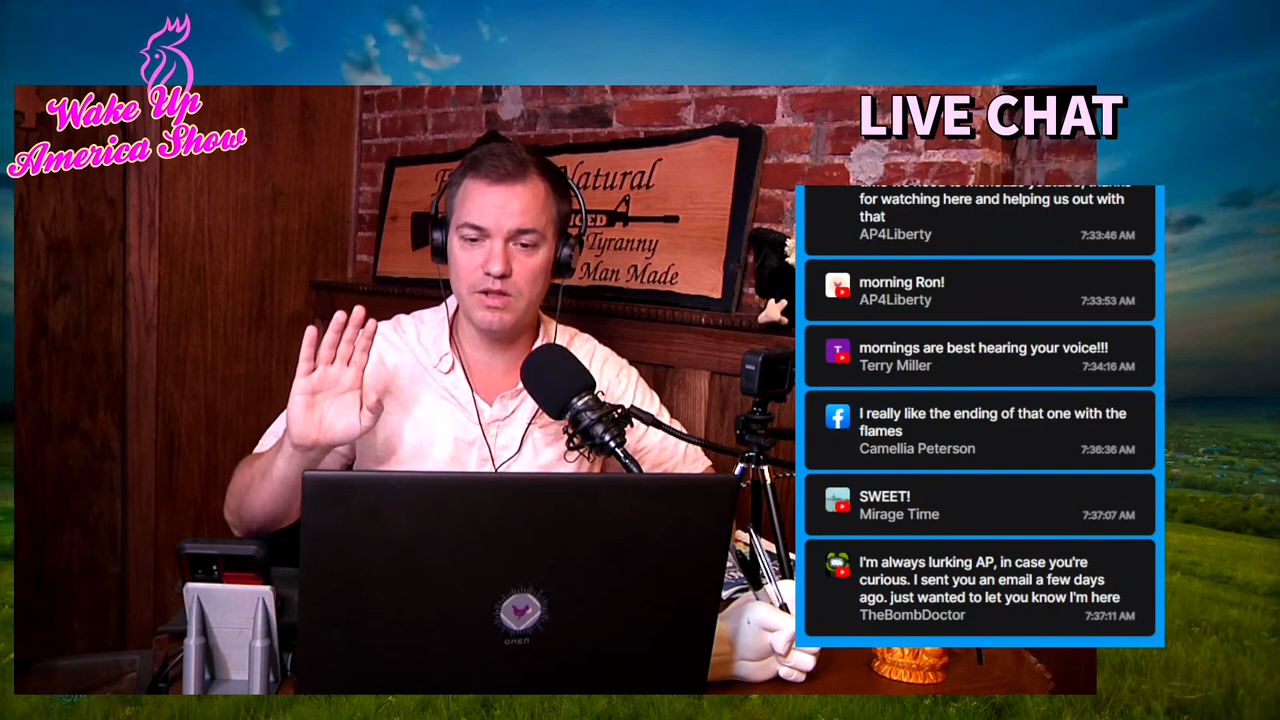 Wake Up
America Show
LIVE CHAT
Natural
Tyranny
Man Made
for watching here and helping us out with
that
AP4Liberty
7:33:46 AM
morning Ron!
AP4Liberty
7:33:53 AM
T
mornings are best hearing your voice!!!
Terry Miller
7:34:16 AM
I really like the ending of that one with the
flames
Camellia Peterson
7:36:36 AM
SWEET!
Mirage Time
7:37:07 AM
I'm always lurking AP, in case you're
curious. I sent you an email a few days
ago. just wanted to let you know I'm here
TheBombDoctor
7:37:11 AM
OMEN